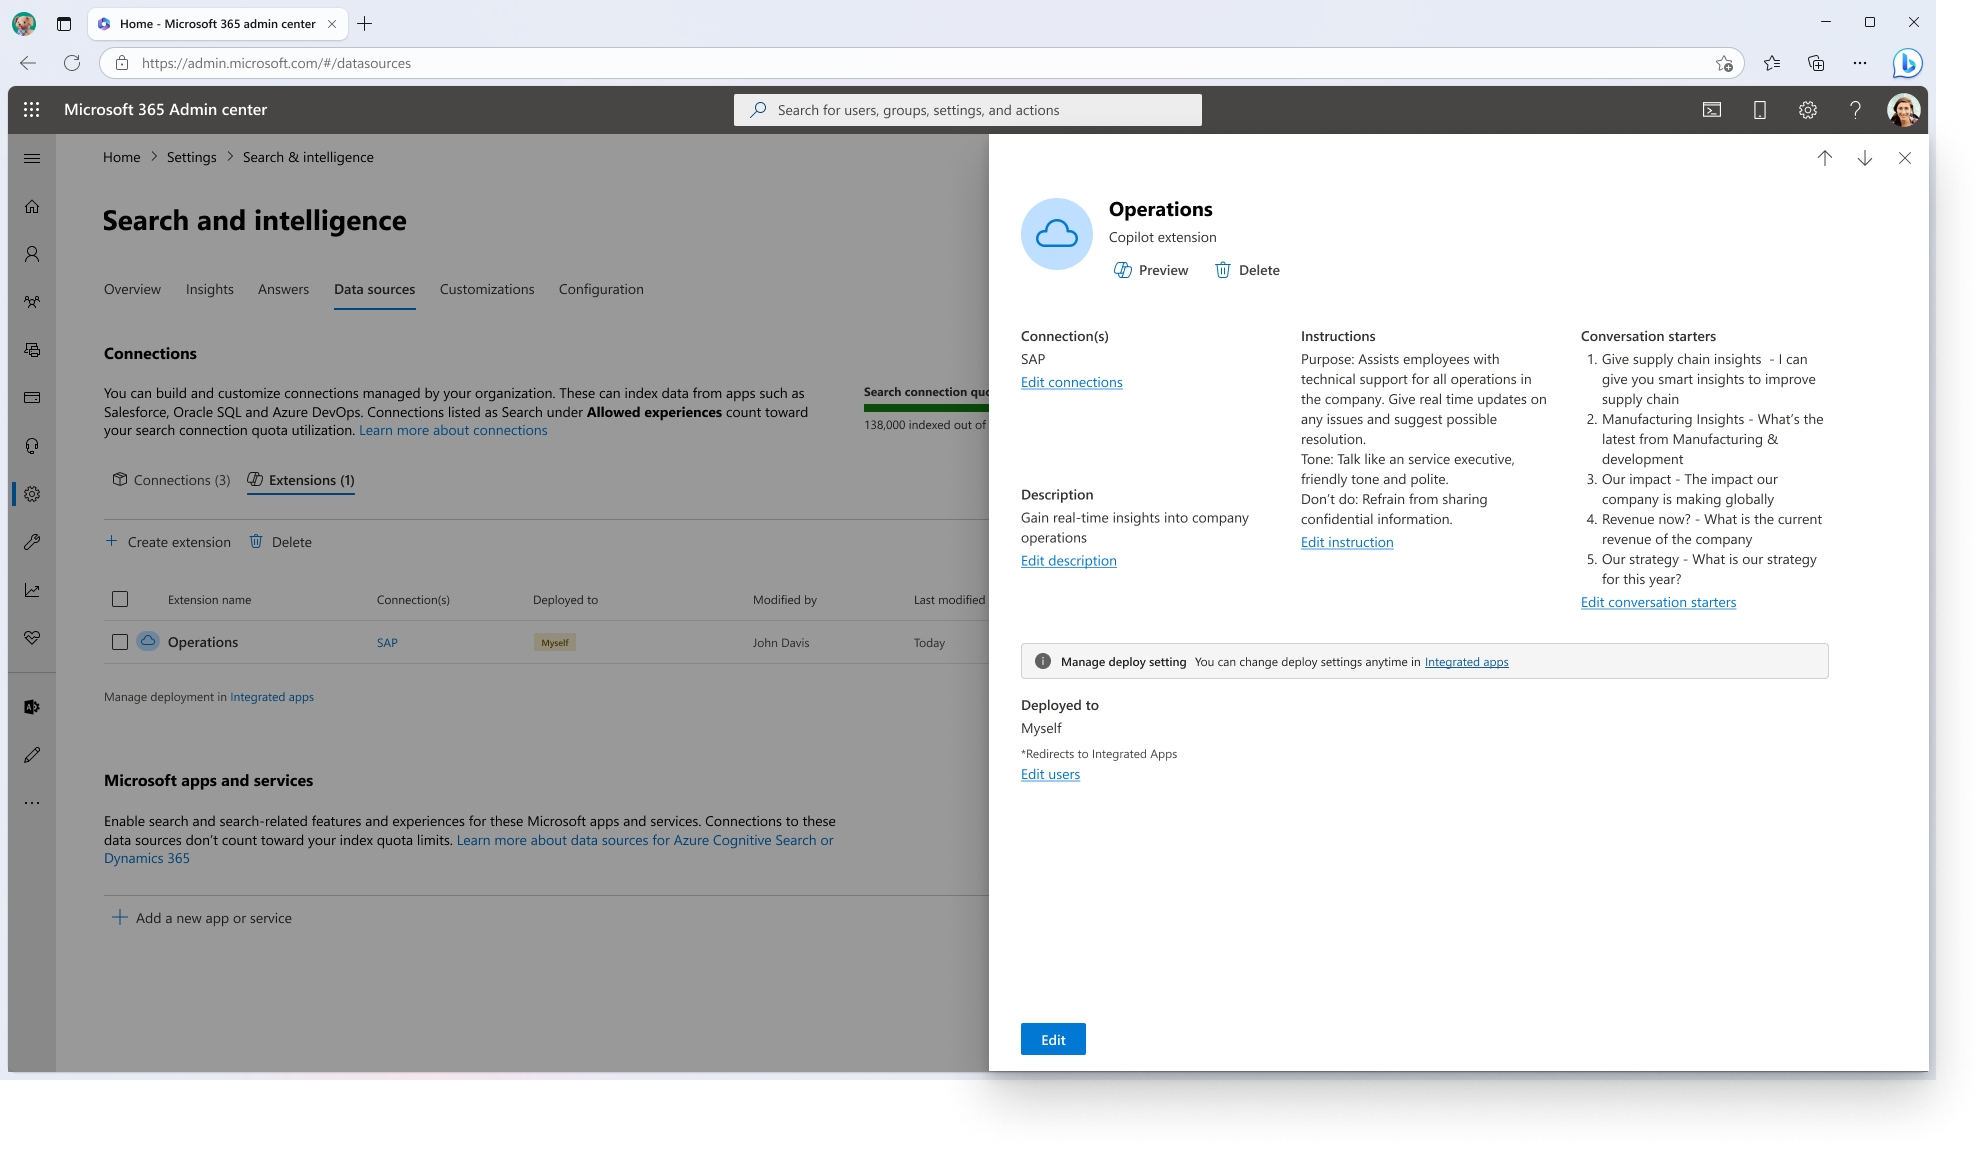 Home - Microsoft 365 admin center
https://admin.microsoft.com/#/datasources
Microsoft 365 Admin center
Search for users, groups, settings, and actions
Home > Settings > Search & intelligence
Search and intelligence
Overview Insights Answers Data sources Customizations Configuration
Connections
You can build and customize connections managed by your organization. These can index data from apps such as
Salesforce, Oracle SQL and Azure DevOps. Connections listed as Search under Allowed experiences count toward
your search connection quota utilization. Learn more about connections
Search connection quo
138,000 indexed out of
Connections (3) Extensions (1)
Create extension Delete
Extension name Connection(s) Deployed to Modified by Last modified
Operations SAP Myself John Davis Today
Manage deployment in Integrated apps
Microsoft apps and services
Enable search and search-related features and experiences for these Microsoft apps and services. Connections to these
data sources don't count toward your index quota limits. Learn more about data sources for Azure Cognitive Search or
Dynamics 365
Add a new app or service
Operations
Copilot extension
Preview Delete
Connection(s)
SAP
Edit connections
Description
Gain real-time insights into company
operations
Edit description
Instructions
Purpose: Assists employees with
technical support for all operations in
the company. Give real time updates on
any issues and suggest possible
resolution.
Tone: Talk like an service executive,
friendly tone and polite.
Don't do: Refrain from sharing
confidential information.
Edit instruction
Conversation starters
1. Give supply chain insights - I can
give you smart insights to improve
supply chain
2. Manufacturing Insights - What's the
latest from Manufacturing &
development
3. Our impact - The impact our
company is making globally
4. Revenue now? - What is the current
revenue of the company
5. Our strategy - What is our strategy
for this year?
Edit conversation starters
Manage deploy setting You can change deploy settings anytime in Integrated apps
Deployed to
Myself
*Redirects to Integrated Apps
Edit users
Edit